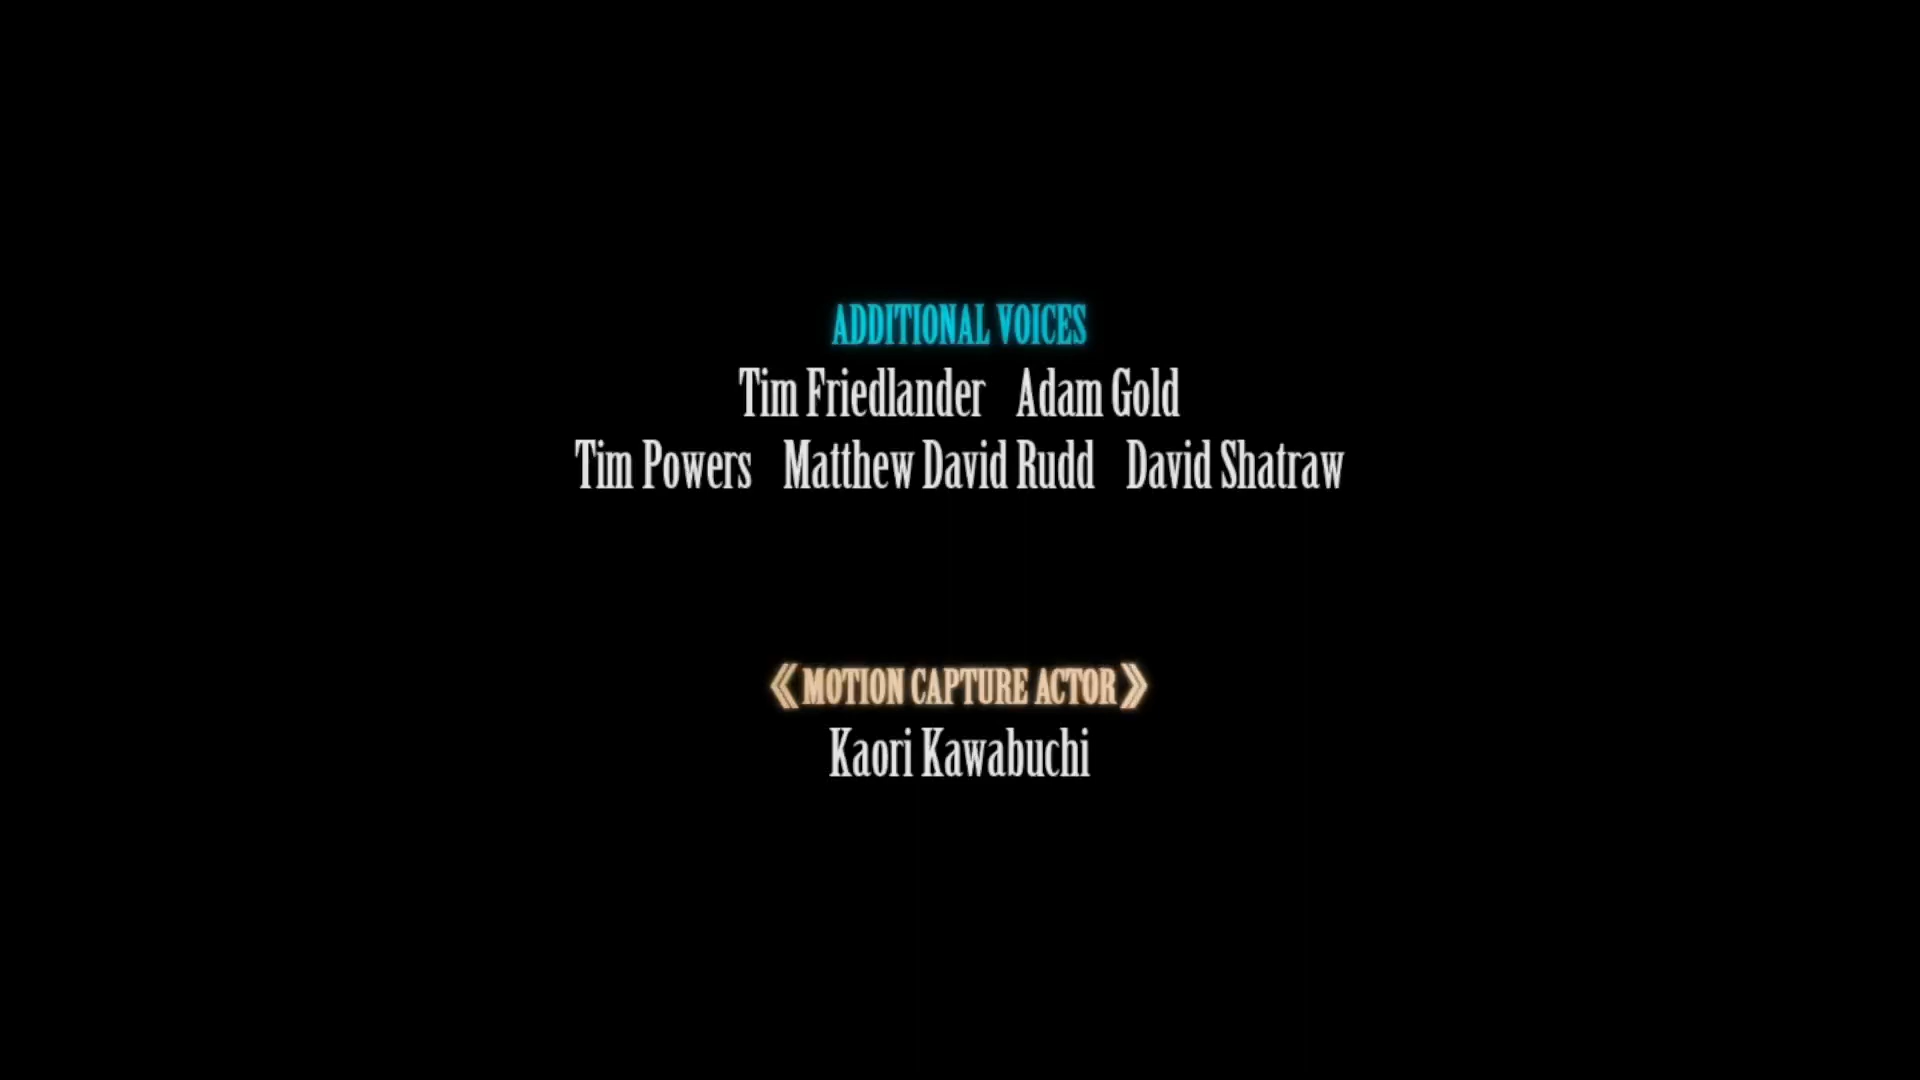 ADDITIONAL VOICES
Tim Friedlander Adam Gold
Tim Powers Matthew David Rudd David Shatraw
《MOTION CAPTURE ACTOR》
Kaori Kawabuchi